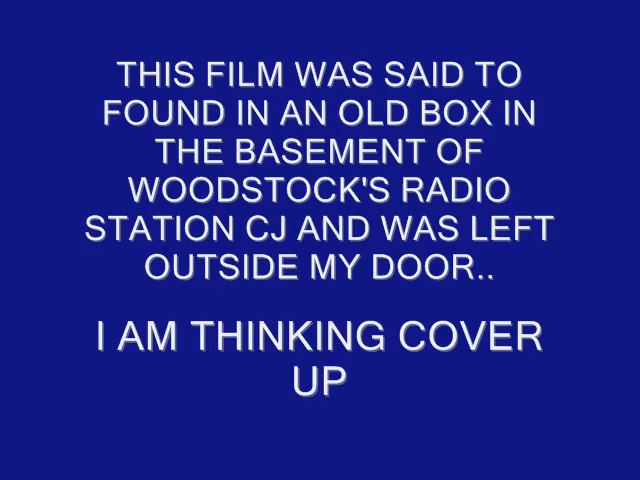 THIS FILM WAS SAID TO
FOUND IN AN OLD BOX IN
THE BASEMENT OF
WOODSTOCK'S RADIO
STATION CJ AND WAS LEFT
OUTSIDE MY DOOR..
I AM THINKING COVER
UP